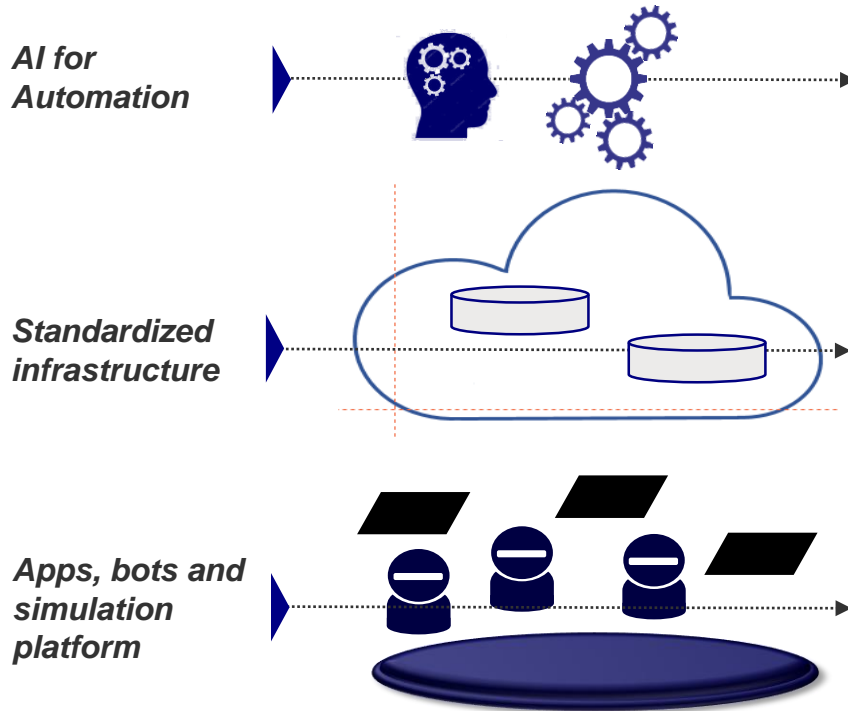 AI for
Automation
Standardized
infrastructure
Apps, bots and
simulation
platform